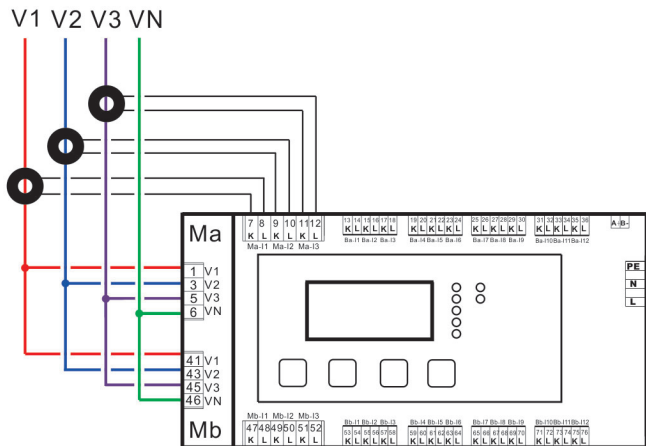 V1 V2 V3 VN
7 8 9 10 11 12
K L K L K L
Ma-I1 Ma-I2 Ma-I3
13 14 15 16 17 18
K L K L K L
Ba-I1 Ba-I2 Ba-I3
19 20 21 22 23 24
K L K L K L
Ba-I4 Ba-I5 Ba-I6
25 26 27 28 29 30
K L K L K L
Ba-I7 Ba-I8 Ba-I9
31 32 33 34 35 36
K L K L K L
Ba-I10 Ba-I11 Ba-I12
A+ B-
Ma
1 V1
3 V2
5 V3
6 VN
PE
N
L
41 V1
43 V2
45 V3
46 VN
Mb
Mb-I1 Mb-I2 Mb-I3
47 48 49 50 51 52
K L K L K L
Bb-I1 Bb-I2 Bb-I3
53 54 55 56 57 58
K L K L K L
Bb-I4 Bb-I5 Bb-I6
59 60 61 62 63 64
K L K L K L
Bb-I7 Bb-I8 Bb-I9
65 66 67 68 69 70
K L K L K L
Bb-I10 Bb-I11 Bb-I12
71 72 73 74 75 76
K L K L K L